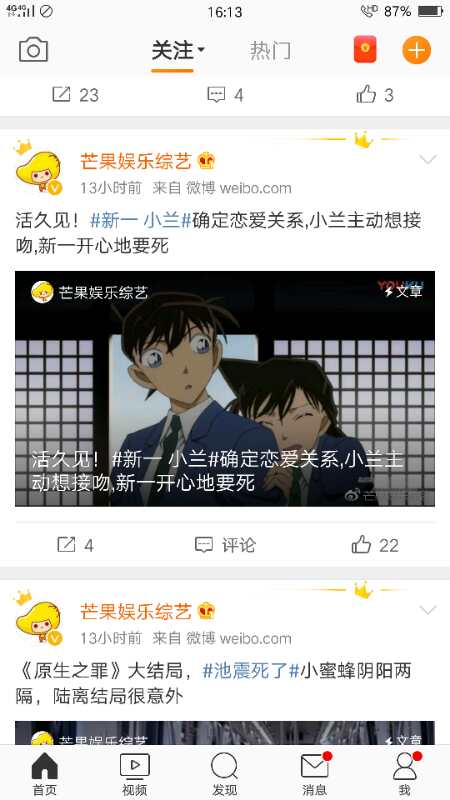 4G 4G
16:13
87%
关注
热门
23
4
3
芒果娱乐综艺
13小时前 来自 微博 weibo.com
活久见！#新一 小兰#确定恋爱关系,小兰主动想接
吻,新一开心地要死
芒果娱乐综艺
YOUKU
文章
活久见！#新一 小兰#确定恋爱关系,小兰主
动想接吻,新一开心地要死
4
评论
22
芒果娱乐综艺
13小时前 来自 微博 weibo.com
《原生之罪》大结局，#池震死了#小蜜蜂阴阳两
隔，陆离结局很意外
芒果娱乐综艺
文章
首页
视频
发现
消息
我